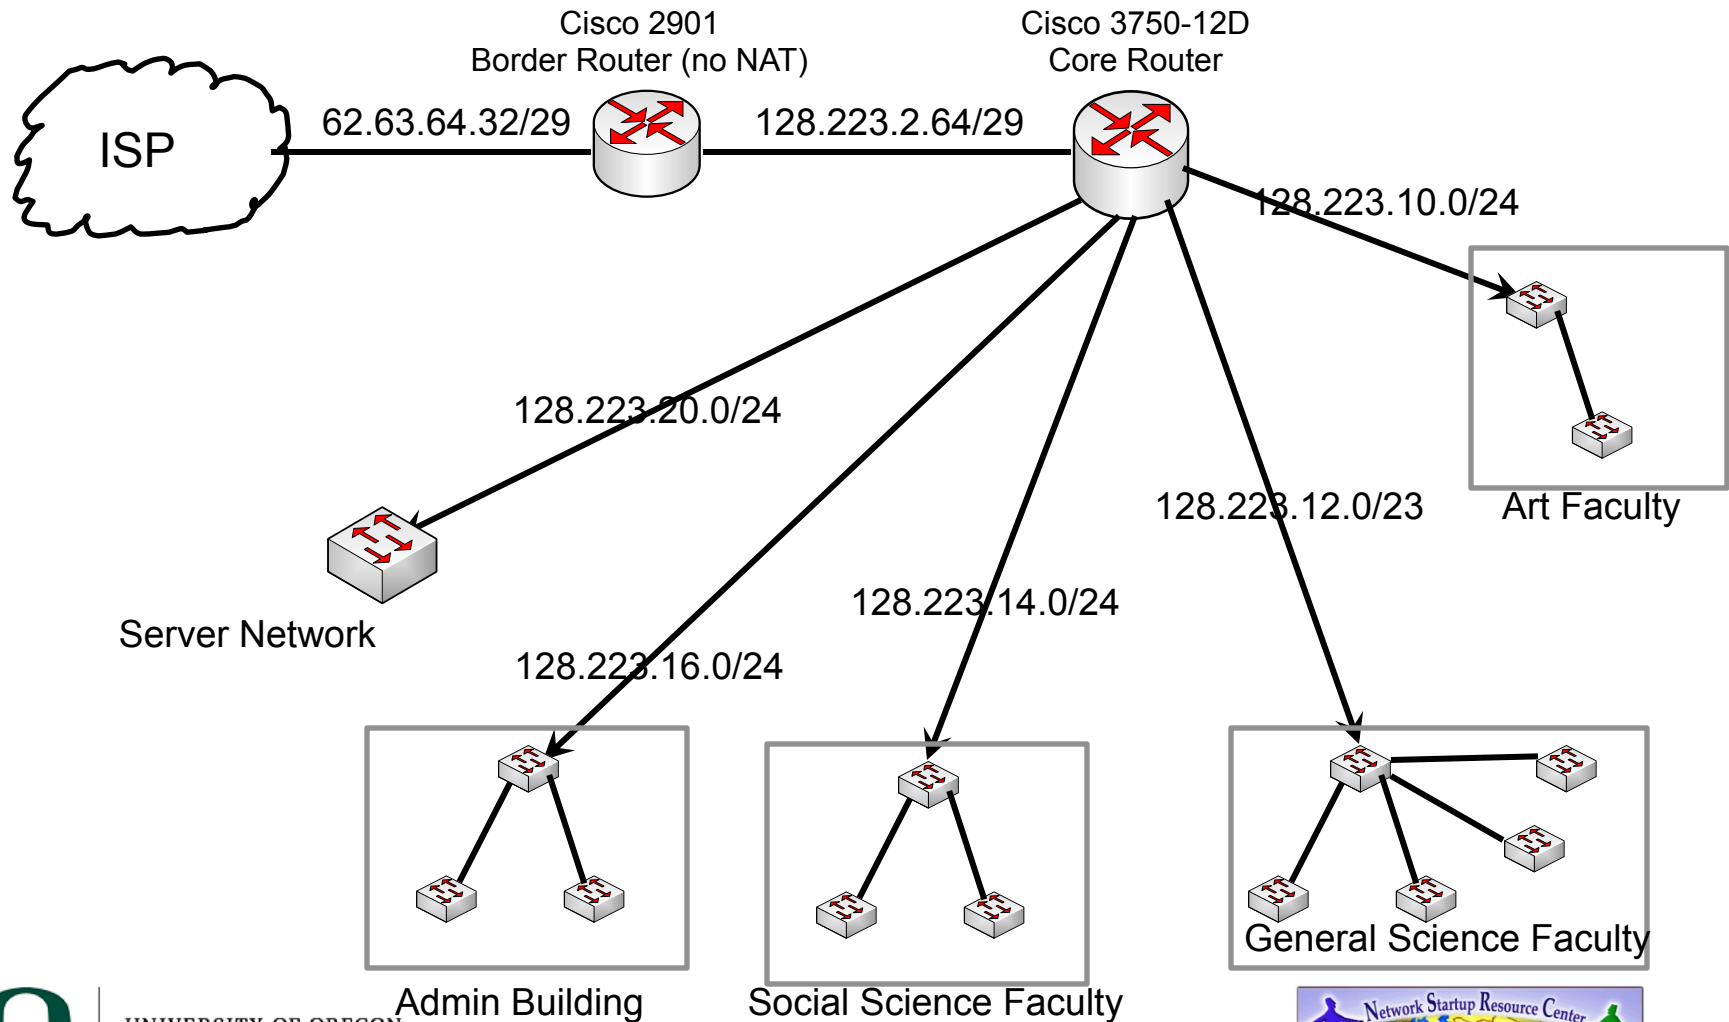 Cisco 2901
Border Router (no NAT)
Cisco 3750-12D
Core Router
ISP
62.63.64.32/29
128.223.2.64/29
128.223.10.0/24
128.223.20.0/24
128.223.12.0/23
Art Faculty
128.223.14.0/24
Server Network
128.223.16.0/24
General Science Faculty
Admin Building
Social Science Faculty
UNIVERSITY OF OREGON
Network Startup Resource Center